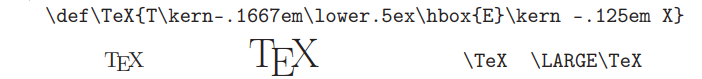 \def\TeX{T\kern-.1667em\lower.5ex\hbox{E}\kern -.125em X}
TEX TEX \TeX \LARGE\TeX